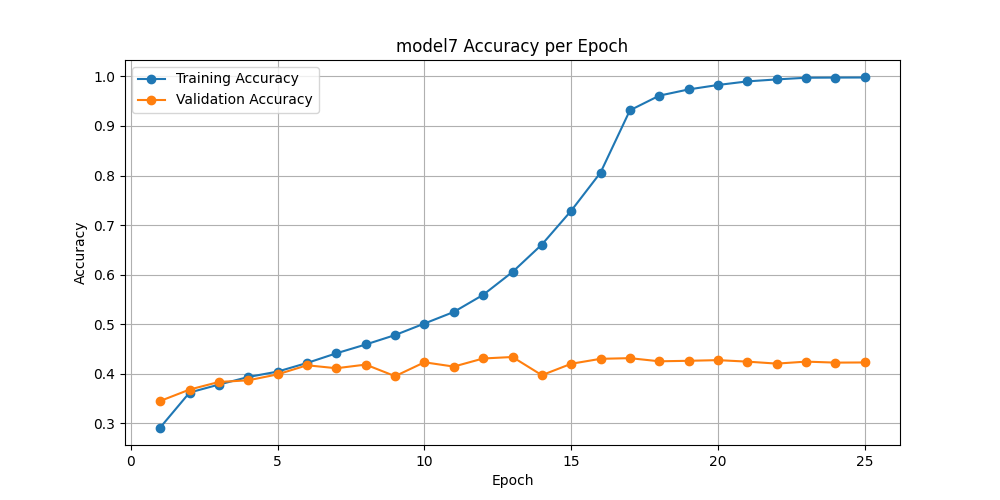 model7 Accuracy per Epoch
Training Accuracy
Validation Accuracy
1.0
0.9
0.8
0.7
0.6
0.5
0.4
0.3
Accuracy
0 5 10 15 20 25
Epoch